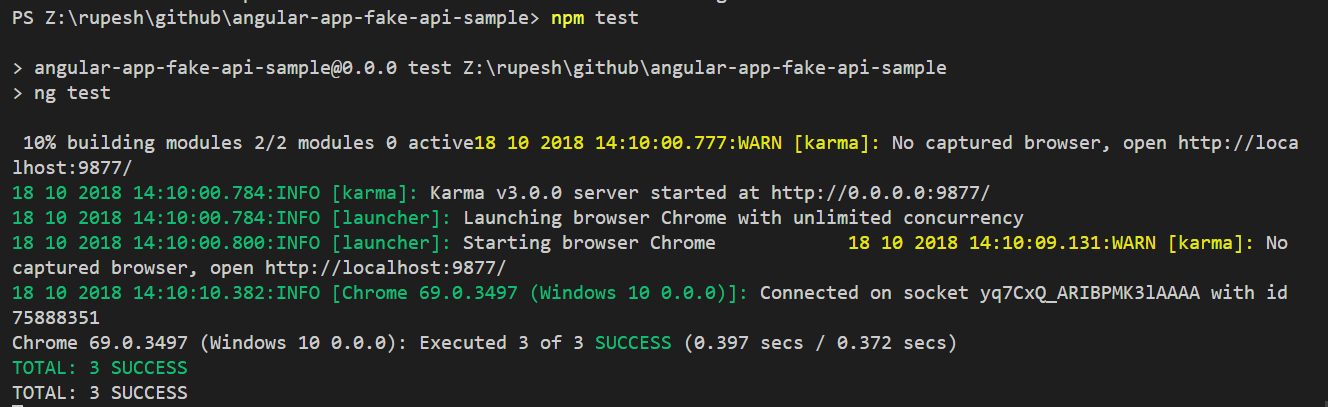 PS Z:\rupesh\github\angular-app-fake-api-sample> npm test
> angular-app-fake-api-sample@0.0.0 test Z:\rupesh\github\angular-app-fake-api-sample
> ng test
10% building modules 2/2 modules 0 active18 10 2018 14:10:00.777:WARN [karma]: No captured browser, open http://loca
lhost:9877/
18 10 2018 14:10:00.784:INFO [karma]: Karma v3.0.0 server started at http://0.0.0.0:9877/
18 10 2018 14:10:00.784:INFO [launcher]: Launching browser Chrome with unlimited concurrency
18 10 2018 14:10:00.800:INFO [launcher]: Starting browser Chrome 18 10 2018 14:10:09.131:WARN [karma]: No
captured browser, open http://localhost:9877/
18 10 2018 14:10:10.382:INFO [Chrome 69.0.3497 (Windows 10 0.0.0)]: Connected on socket yq7CxQ_ARIBPMK3lAAAA with id
75888351
Chrome 69.0.3497 (Windows 10 0.0.0): Executed 3 of 3 SUCCESS (0.397 secs / 0.372 secs)
TOTAL: 3 SUCCESS
TOTAL: 3 SUCCESS